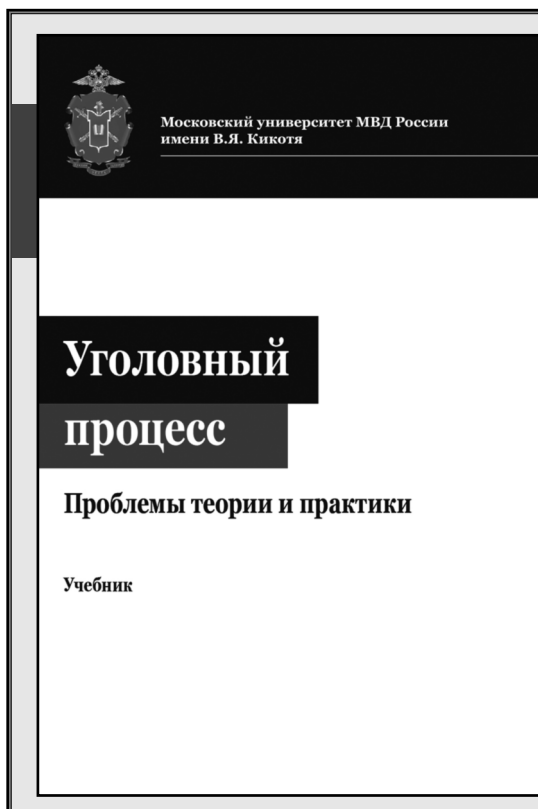 Московский университет МВД России
имени В.Я. Кикотя
Уголовный
процесс
Проблемы теории и практики
Учебник